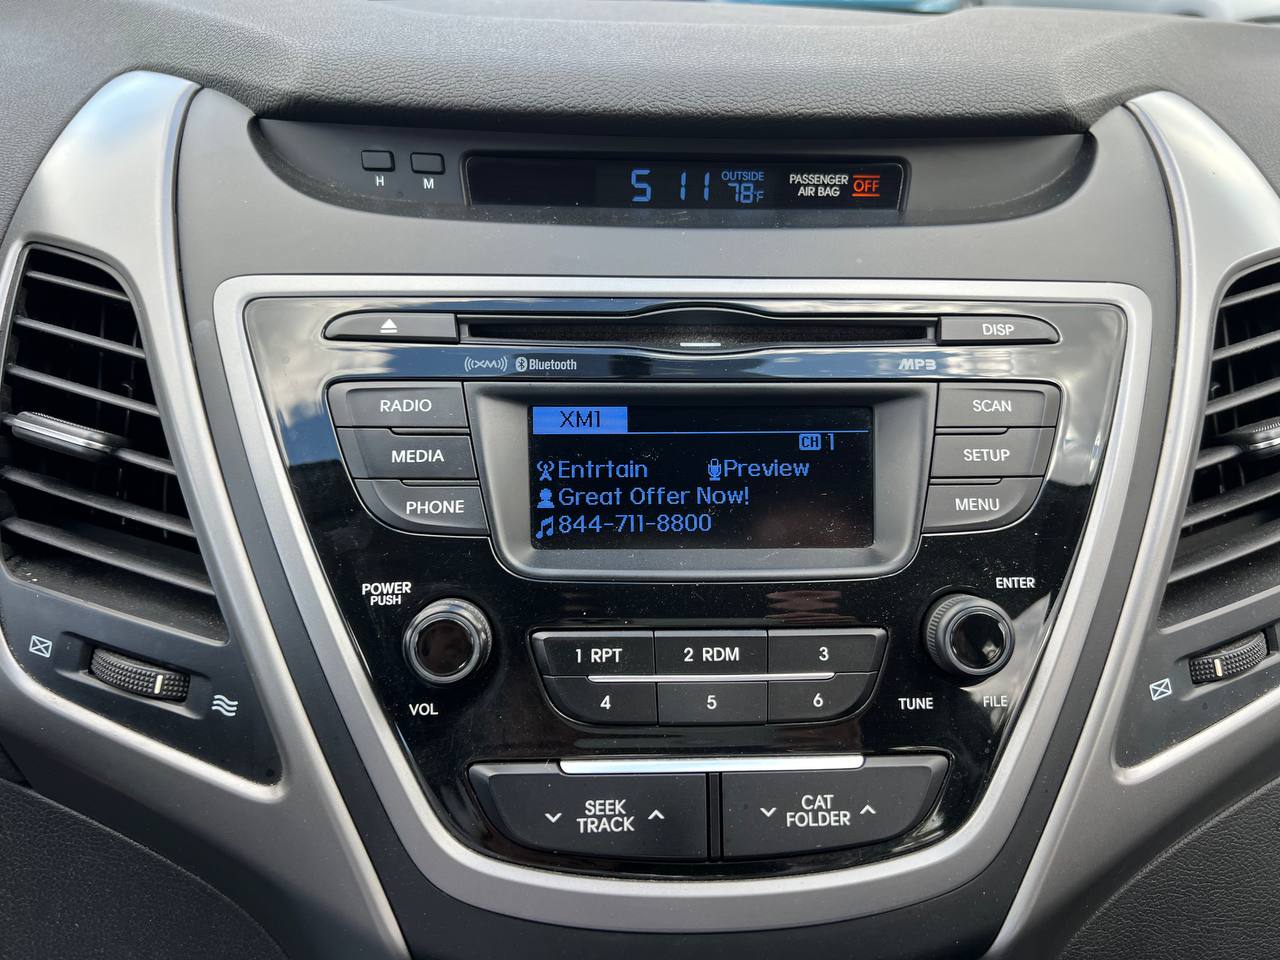 H
M
5 11
OUTSIDE
78°F
PASSENGER
AIR BAG OFF
DISP
((XM)) Bluetooth
MP3
RADIO
MEDIA
PHONE
XM1
CH 1
Entrtain Preview
Great Offer Now!
844-711-8800
SCAN
SETUP
MENU
POWER
PUSH
VOL
ENTER
TUNE
FILE
1 RPT
2 RDM
3
4
5
6
SEEK
TRACK
CAT
FOLDER